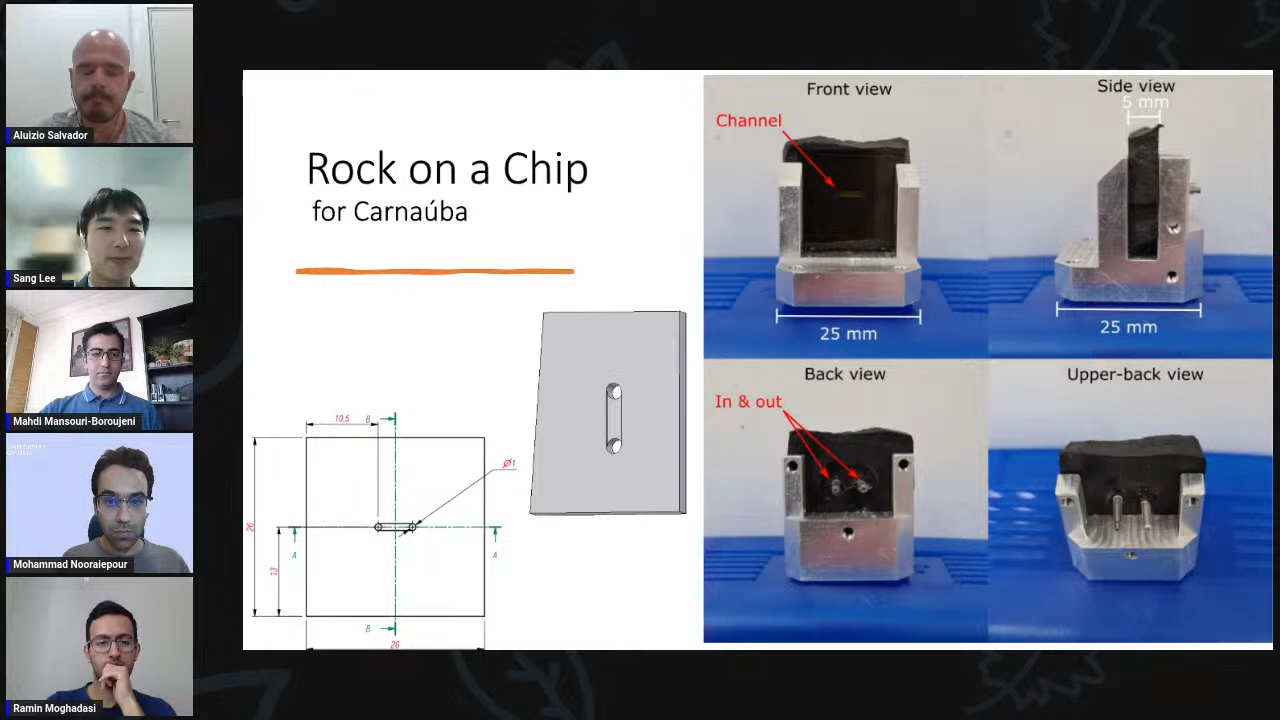 Aluizio Salvador
Sang Lee
Mahdi Mansouri-Boroujeni
Mohammad Nooraiepour
Ramin Moghadasi
Rock on a Chip
for Carnaúba
10,5
B
Ø1
26
A
A
13
B
26
Front view
Channel
25 mm
Side view
5 mm
25 mm
Back view
In & out
Upper-back view